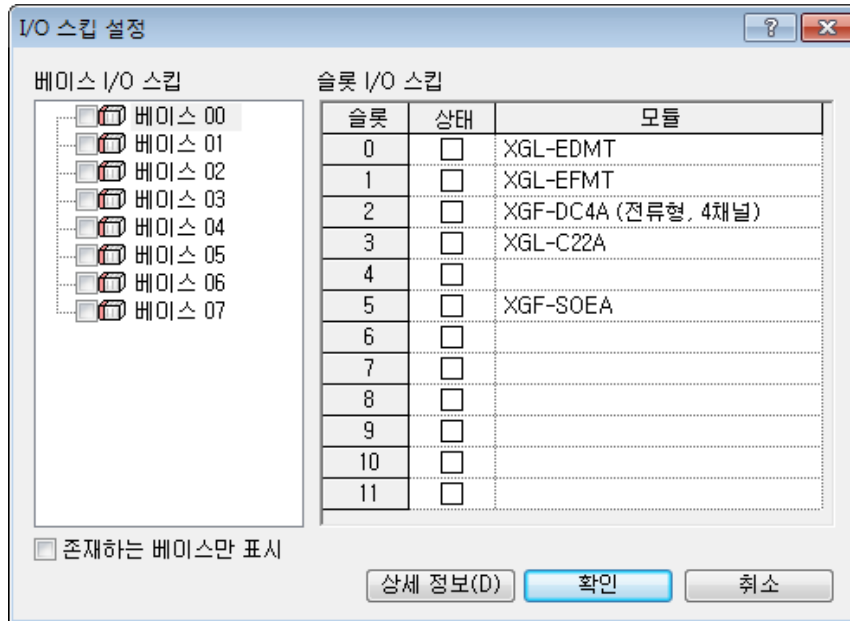 I/O 스킵 설정
베이스 I/O 스킵
베이스 00
베이스 01
베이스 02
베이스 03
베이스 04
베이스 05
베이스 06
베이스 07
존재하는 베이스만 표시
슬롯 I/O 스킵
슬롯 상태 모듈
0 XGL-EDMT
1 XGL-EFMT
2 XGF-DC4A (전류형, 4채널)
3 XGL-C22A
4
5 XGF-SOEA
6
7
8
9
10
11
상세 정보(D) 확인 취소